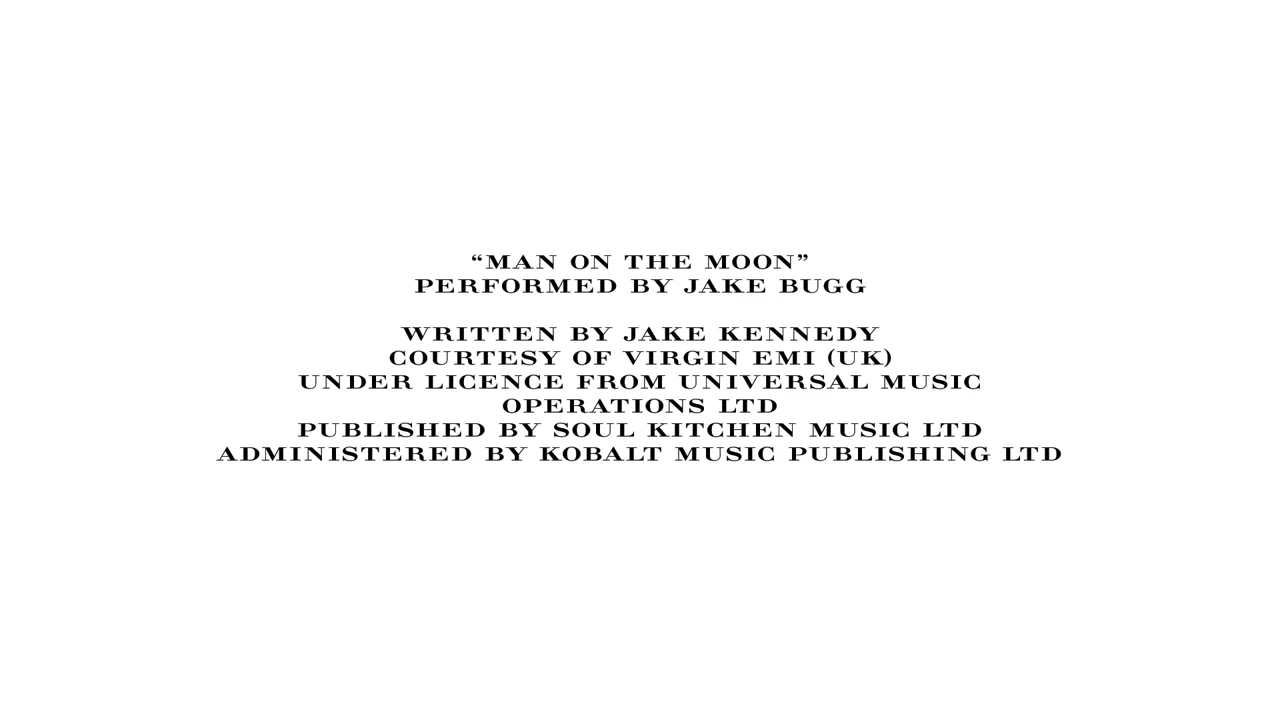 “MAN ON THE MOON”
PERFORMED BY JAKE BUGG
WRITTEN BY JAKE KENNEDY
COURTESY OF VIRGIN EMI (UK)
UNDER LICENCE FROM UNIVERSAL MUSIC
OPERATIONS LTD
PUBLISHED BY SOUL KITCHEN MUSIC LTD
ADMINISTERED BY KOBALT MUSIC PUBLISHING LTD